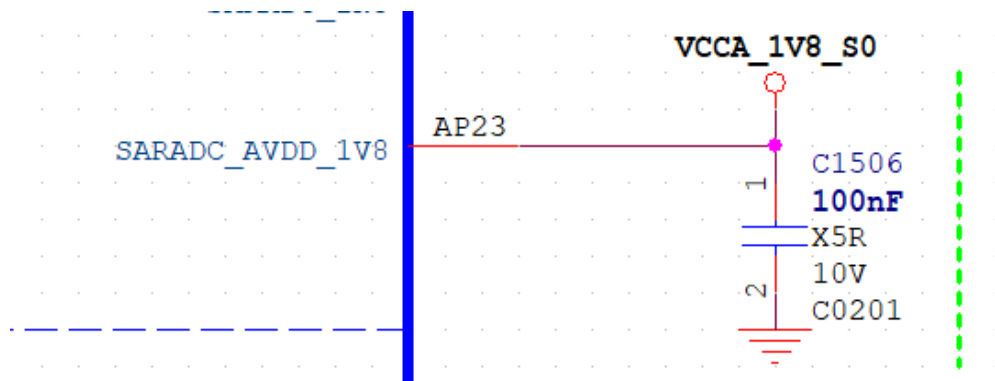 VCCA_1V8_S0
AP23
SARADC_AVDD_1V8
C1506
1
100nF
X5R
10V
2
C0201